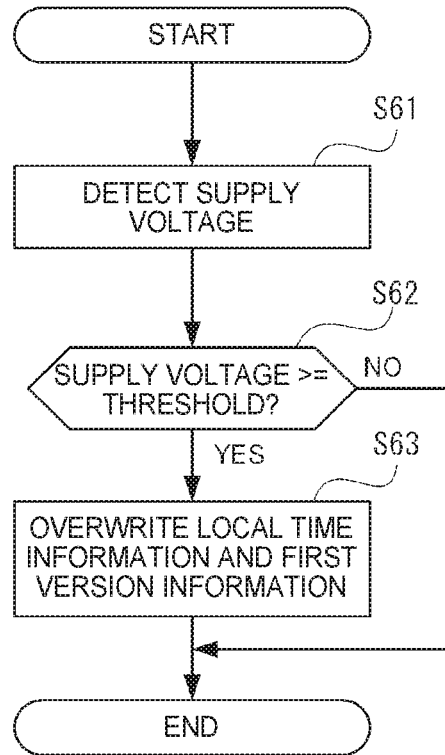 START
S61
DETECT SUPPLY
VOLTAGE
S62
SUPPLY VOLTAGE >=
THRESHOLD?
NO
YES
S63
OVERWRITE LOCAL TIME
INFORMATION AND FIRST
VERSION INFORMATION
END